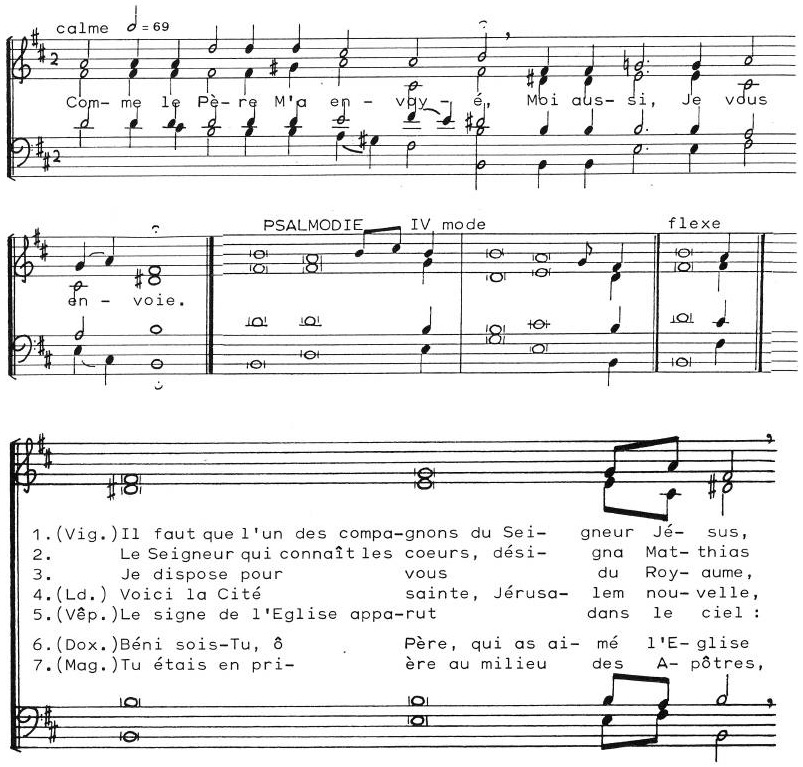 calme = 69
Com- me le Pè- re M'a en- voy- é, Moi aus- si, Je vous
PSALMODIE IV mode flexe
en- voie.
1.(Vig.)Il faut que l'un des compa-gnons du Sei- gneur Jé- sus,
2. Le Seigneur qui connaît les coeurs, dési- gna Mat- thias
3. Je dispose pour vous du Roy- aume,
4.(Ld.) Voici la Cité sainte, Jérusa- lem nou- velle,
5.(Vêp.)Le signe de l'Eglise appa-rut dans le ciel :
6.(Dox.)Béni sois-Tu, ô Père, qui as ai- mé l'E- glise
7.(Mag.)Tu étais en pri- ère au milieu des A- pôtres,